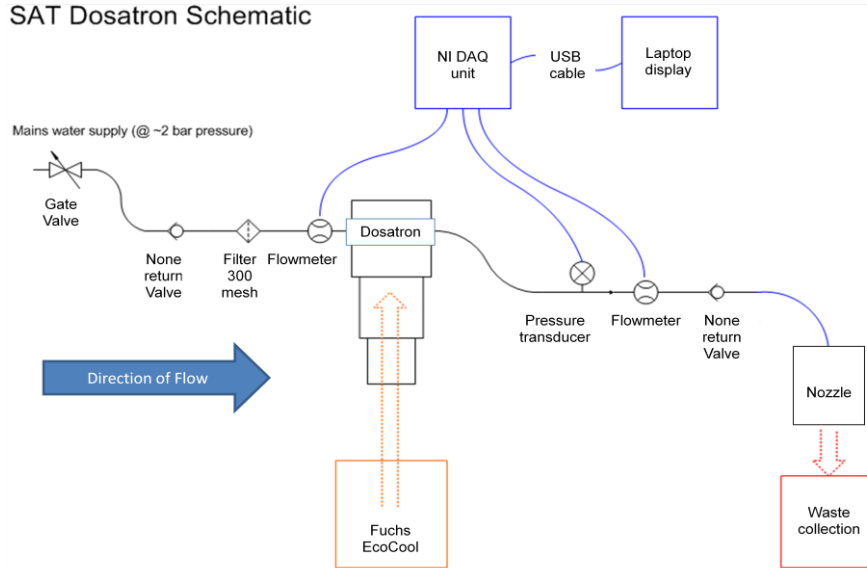 SAT Dosatron Schematic
NI DAQ
unit
USB
cable
Laptop
display
Mains water supply (@ ~2 bar pressure)
Gate
Valve
None
return
Valve
Filter
300
mesh
Flowmeter
Dosatron
Pressure
transducer
Flowmeter
None
return
Valve
Direction of Flow
Nozzle
Fuchs
EcoCool
Waste
collection